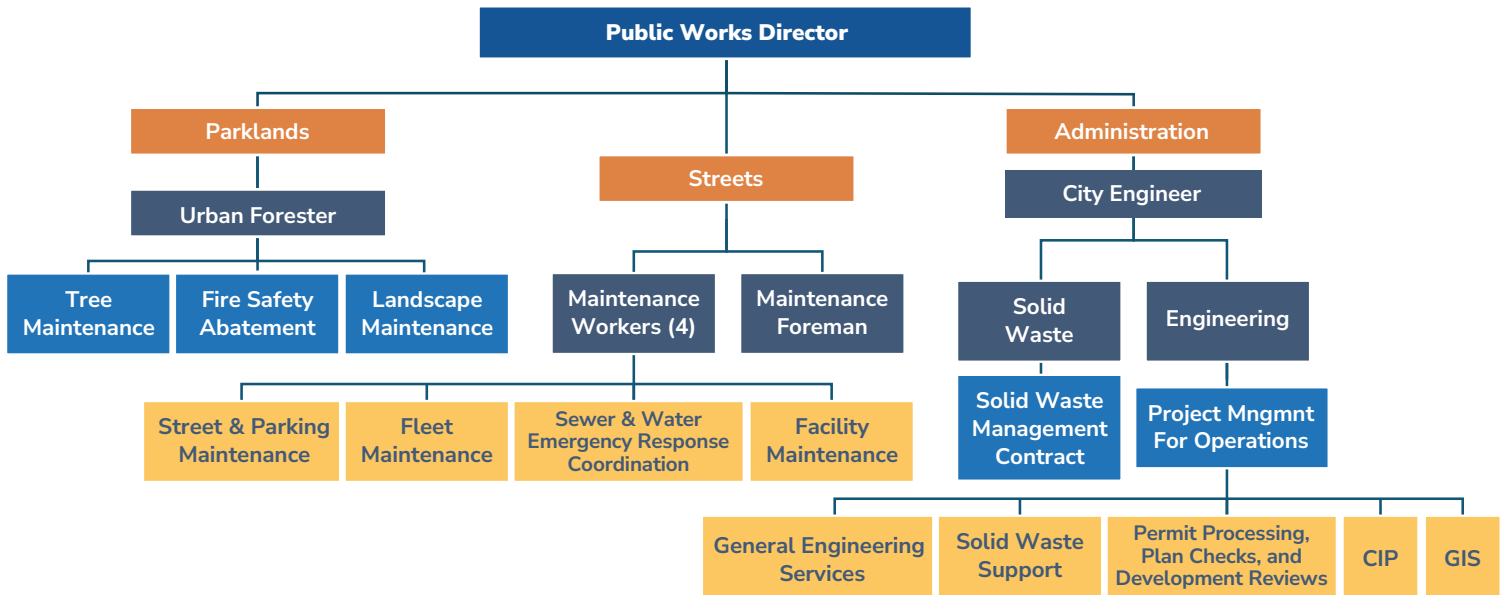 Public Works Director
Parklands
Administration
Streets
Urban Forester
City Engineer
Tree
Maintenance
Fire Safety
Abatement
Landscape
Maintenance
Maintenance
Workers (4)
Maintenance
Foreman
Solid
Waste
Engineering
Street & Parking
Maintenance
Fleet
Maintenance
Sewer & Water
Emergency Response
Coordination
Facility
Maintenance
Solid Waste
Management
Contract
Project Mngmnt
For Operations
General Engineering
Services
Solid Waste
Support
Permit Processing,
Plan Checks, and
Development Reviews
CIP
GIS